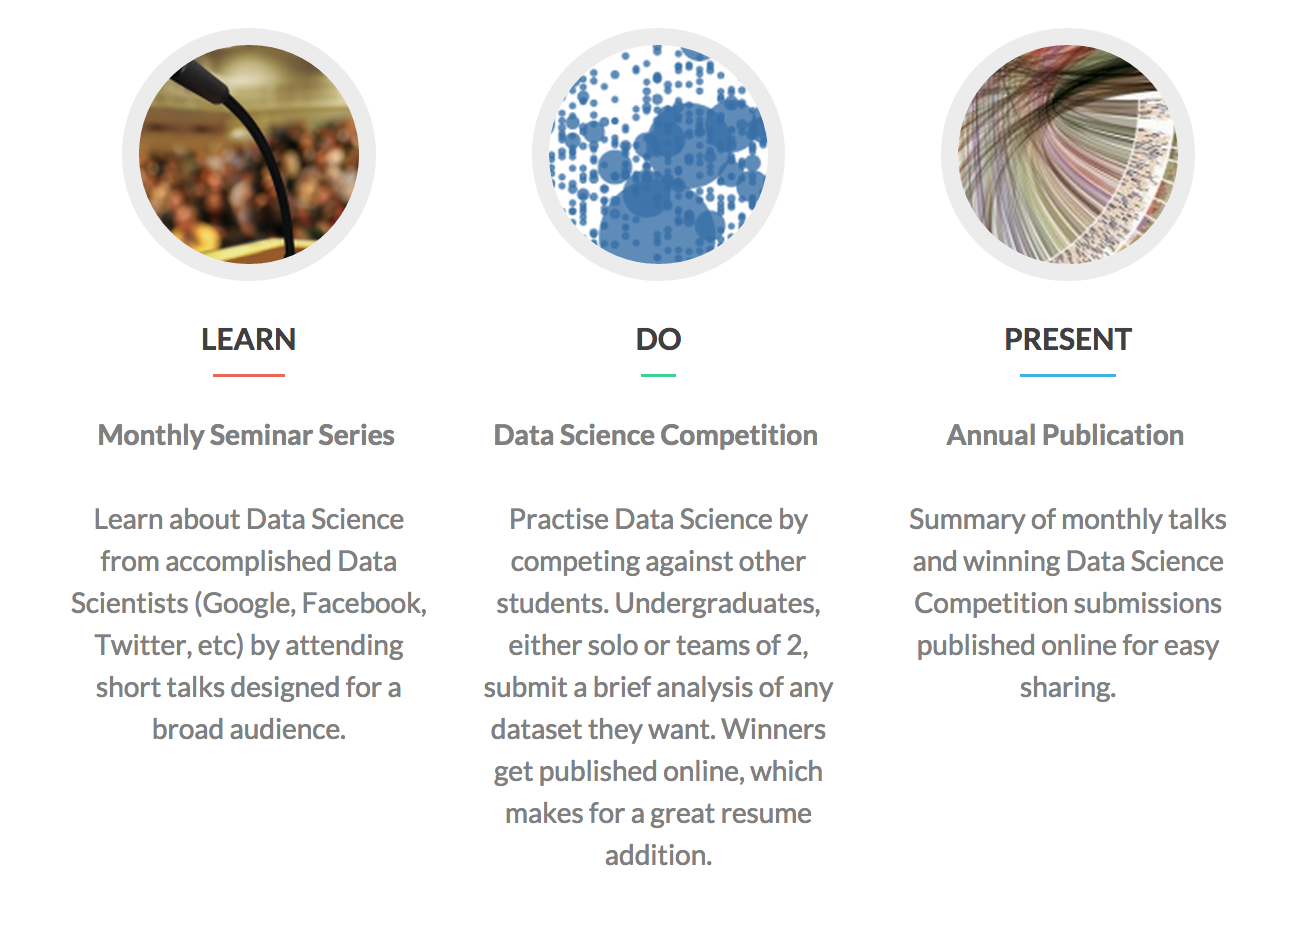 LEARN
Monthly Seminar Series
Learn about Data Science
from accomplished Data
Scientists (Google, Facebook,
Twitter, etc) by attending
short talks designed for a
broad audience.
DO
Data Science Competition
Practise Data Science by
competing against other
students. Undergraduates,
either solo or teams of 2,
submit a brief analysis of any
dataset they want. Winners
get published online, which
makes for a great resume
addition.
PRESENT
Annual Publication
Summary of monthly talks
and winning Data Science
Competition submissions
published online for easy
sharing.